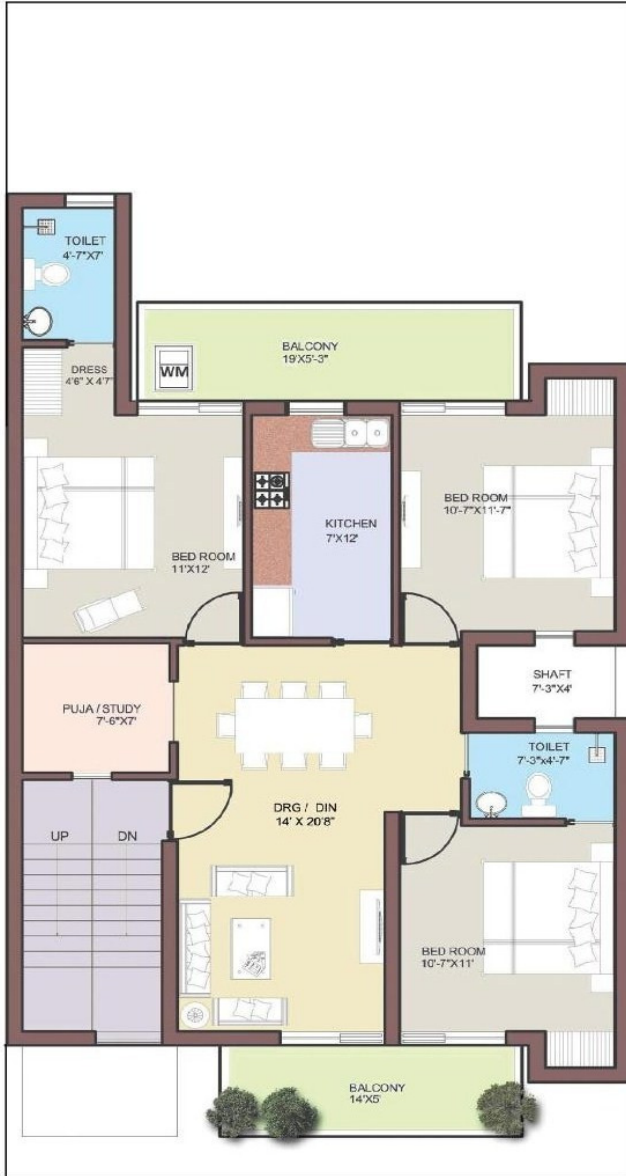 TOILET
4'-7"X7'
BALCONY
19'X5'-3"
WM
DRESS
4'6" X 4'7"
BED ROOM
10'-7"X11'-7"
KITCHEN
7'X12'
BED ROOM
11'X12'
SHAFT
7'-3"X4'
PUJA / STUDY
7'-6"X7'
TOILET
7'-3"x4'-7"
DRG / DIN
14' X 20'8"
UP
DN
BED ROOM
10'-7"X11'
BALCONY
14'X5'